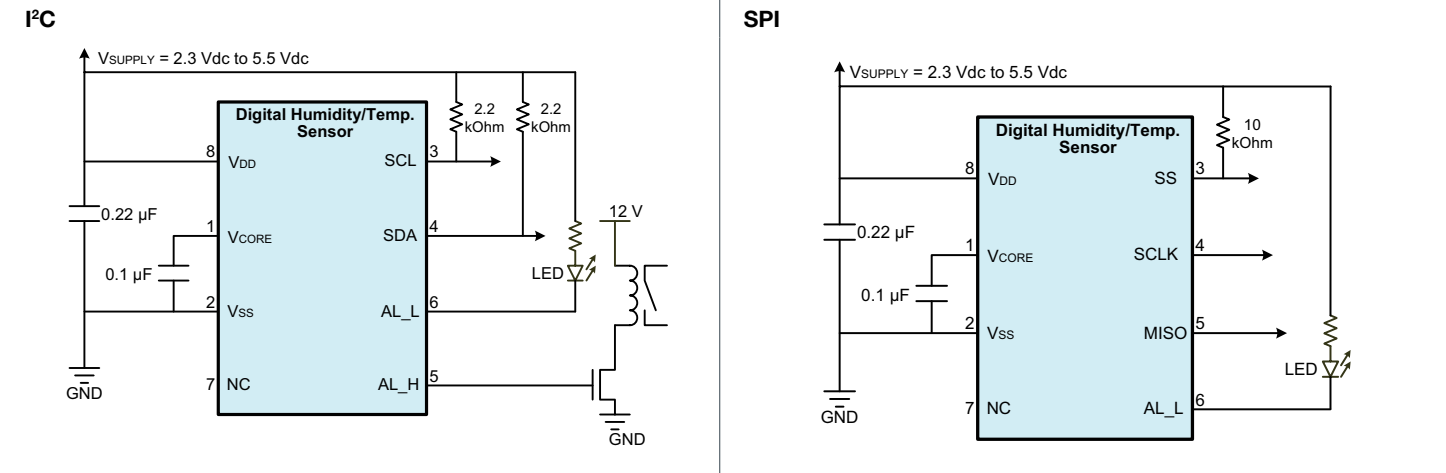 I²C
VSUPPLY = 2.3 Vdc to 5.5 Vdc
Digital Humidity/Temp.
Sensor
2.2
kOhm
2.2
kOhm
8
VDD
SCL
3
0.22 µF
1
VCORE
SDA
4
12 V
0.1 µF
LED
2
VSS
AL_L
6
7
NC
AL_H
5
GND
GND
SPI
VSUPPLY = 2.3 Vdc to 5.5 Vdc
Digital Humidity/Temp.
Sensor
10
kOhm
8
VDD
SS
3
0.22 µF
1
VCORE
SCLK
4
0.1 µF
2
VSS
MISO
5
LED
7
NC
AL_L
6
GND